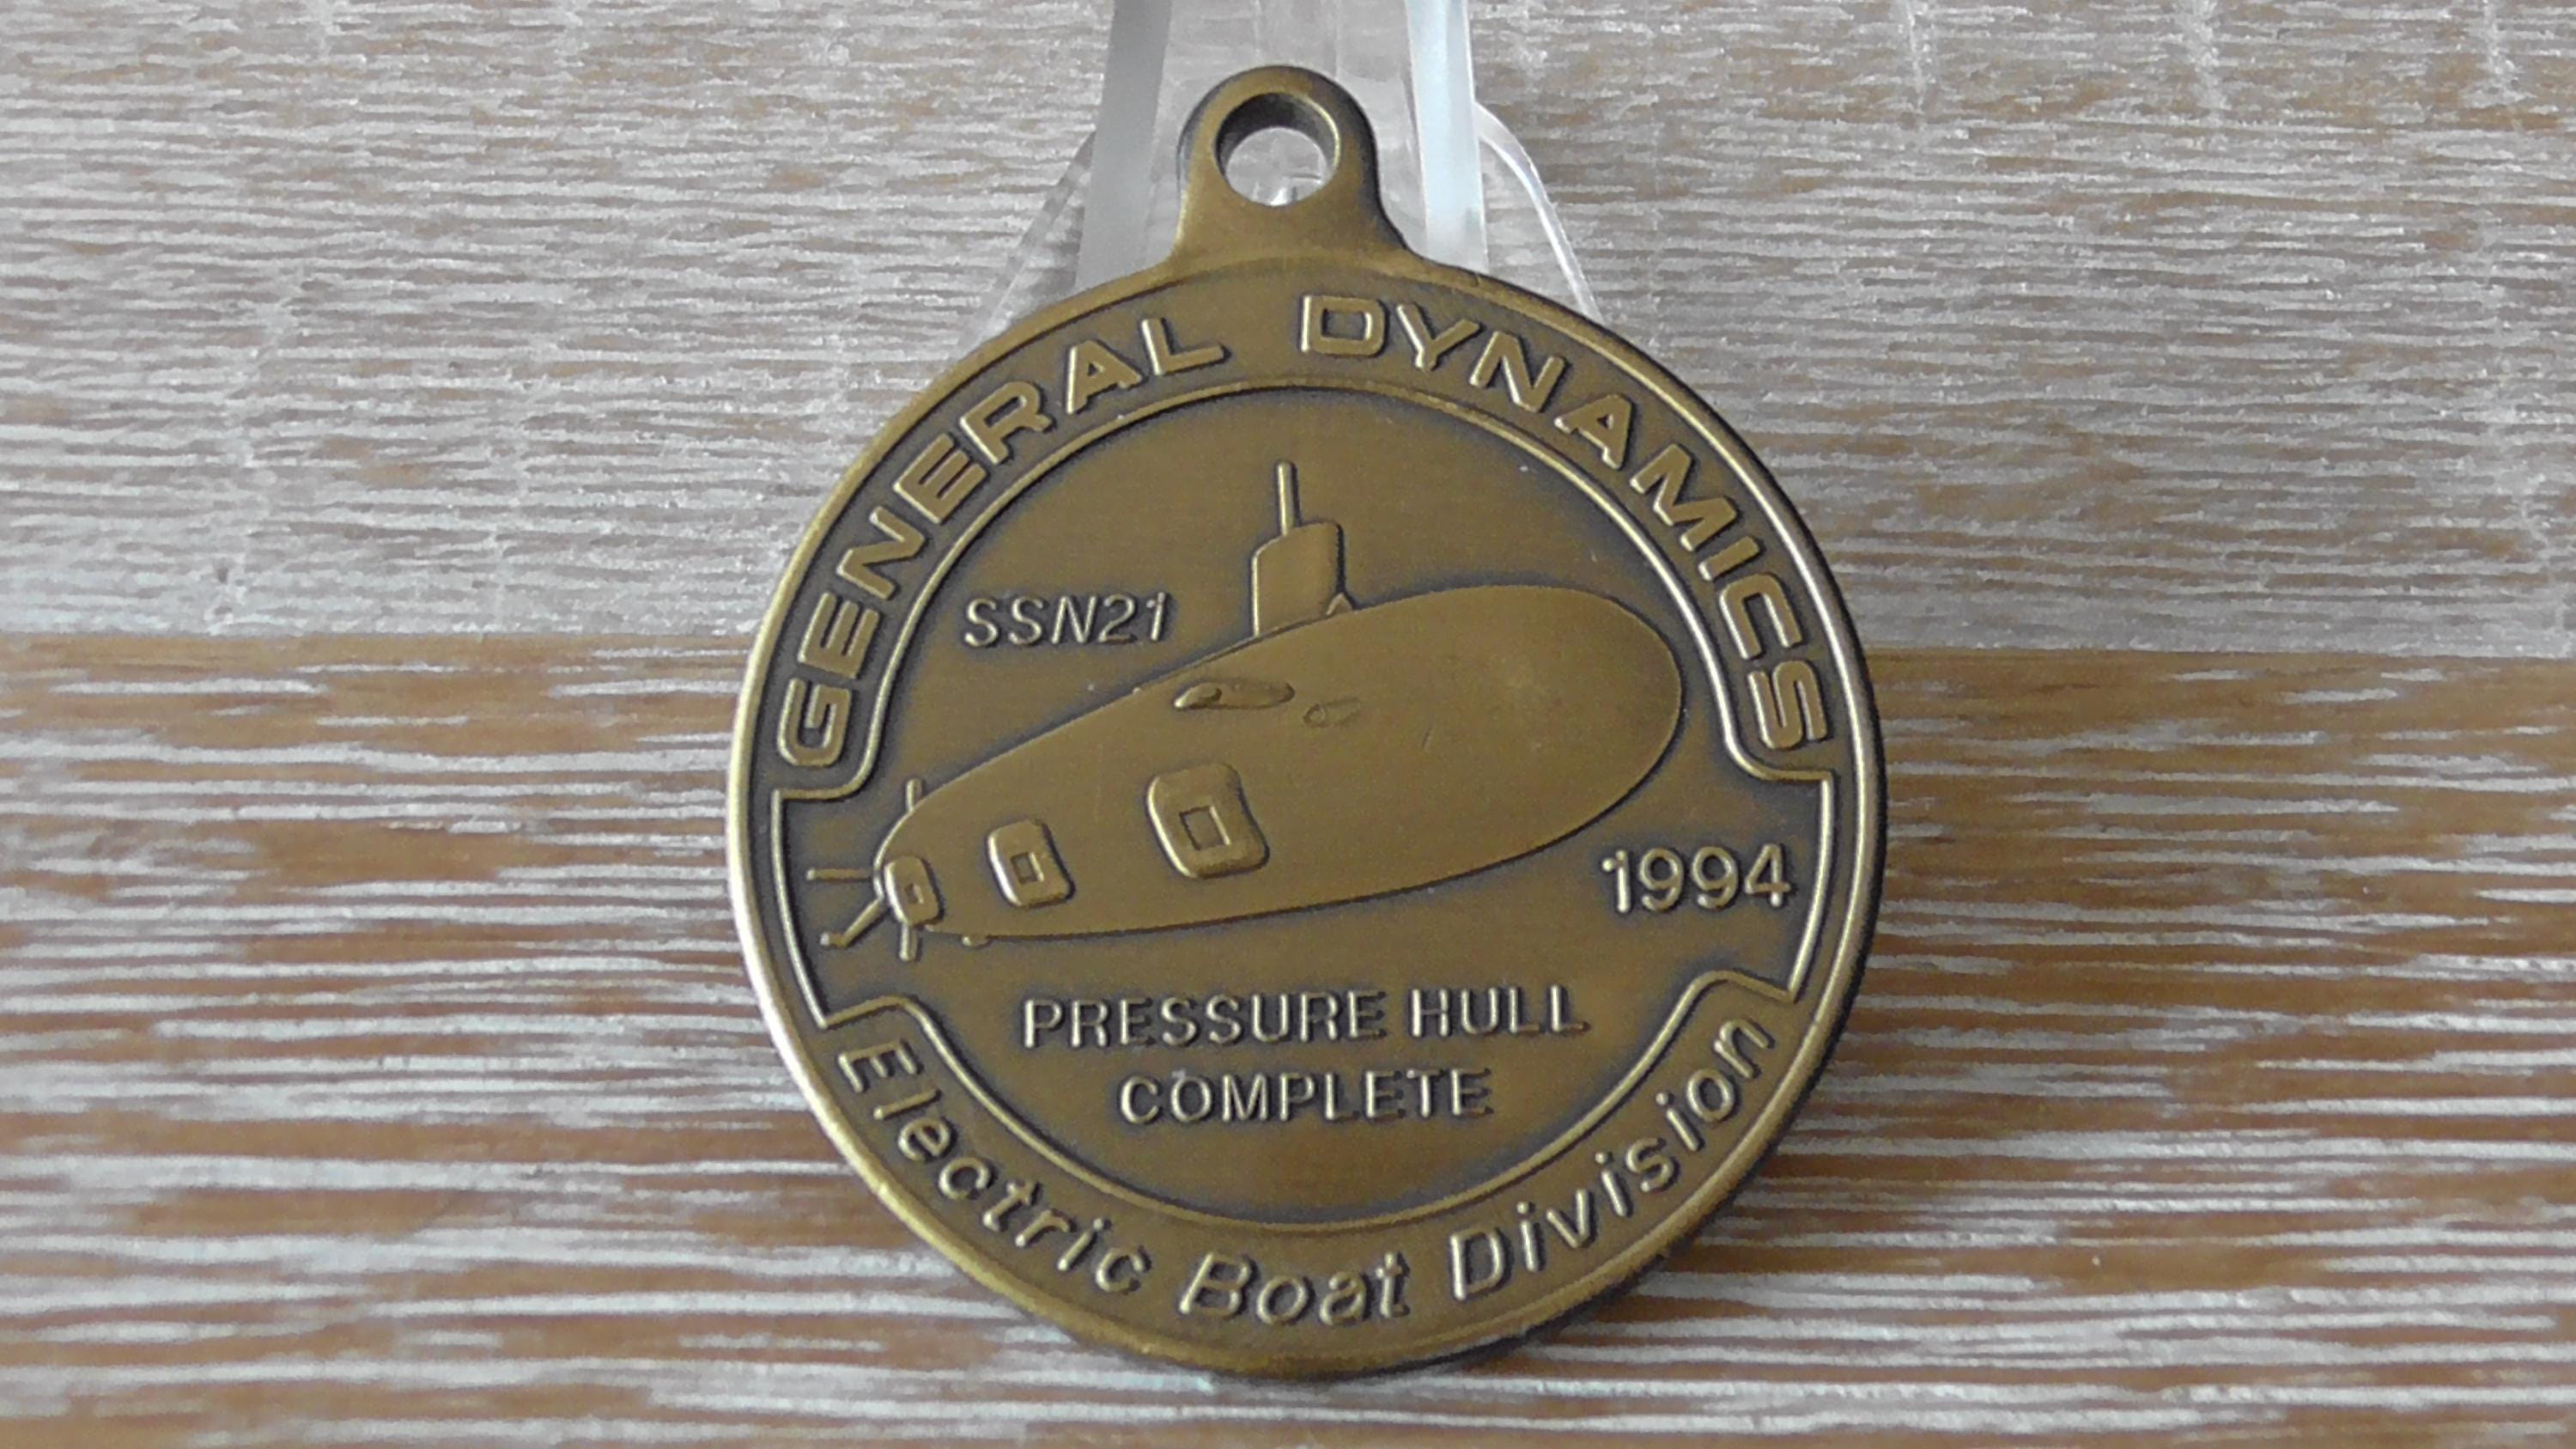 GENERAL DYNAMICS
SSN21
1994
PRESSURE HULL
COMPLETE
Electric Boat Division